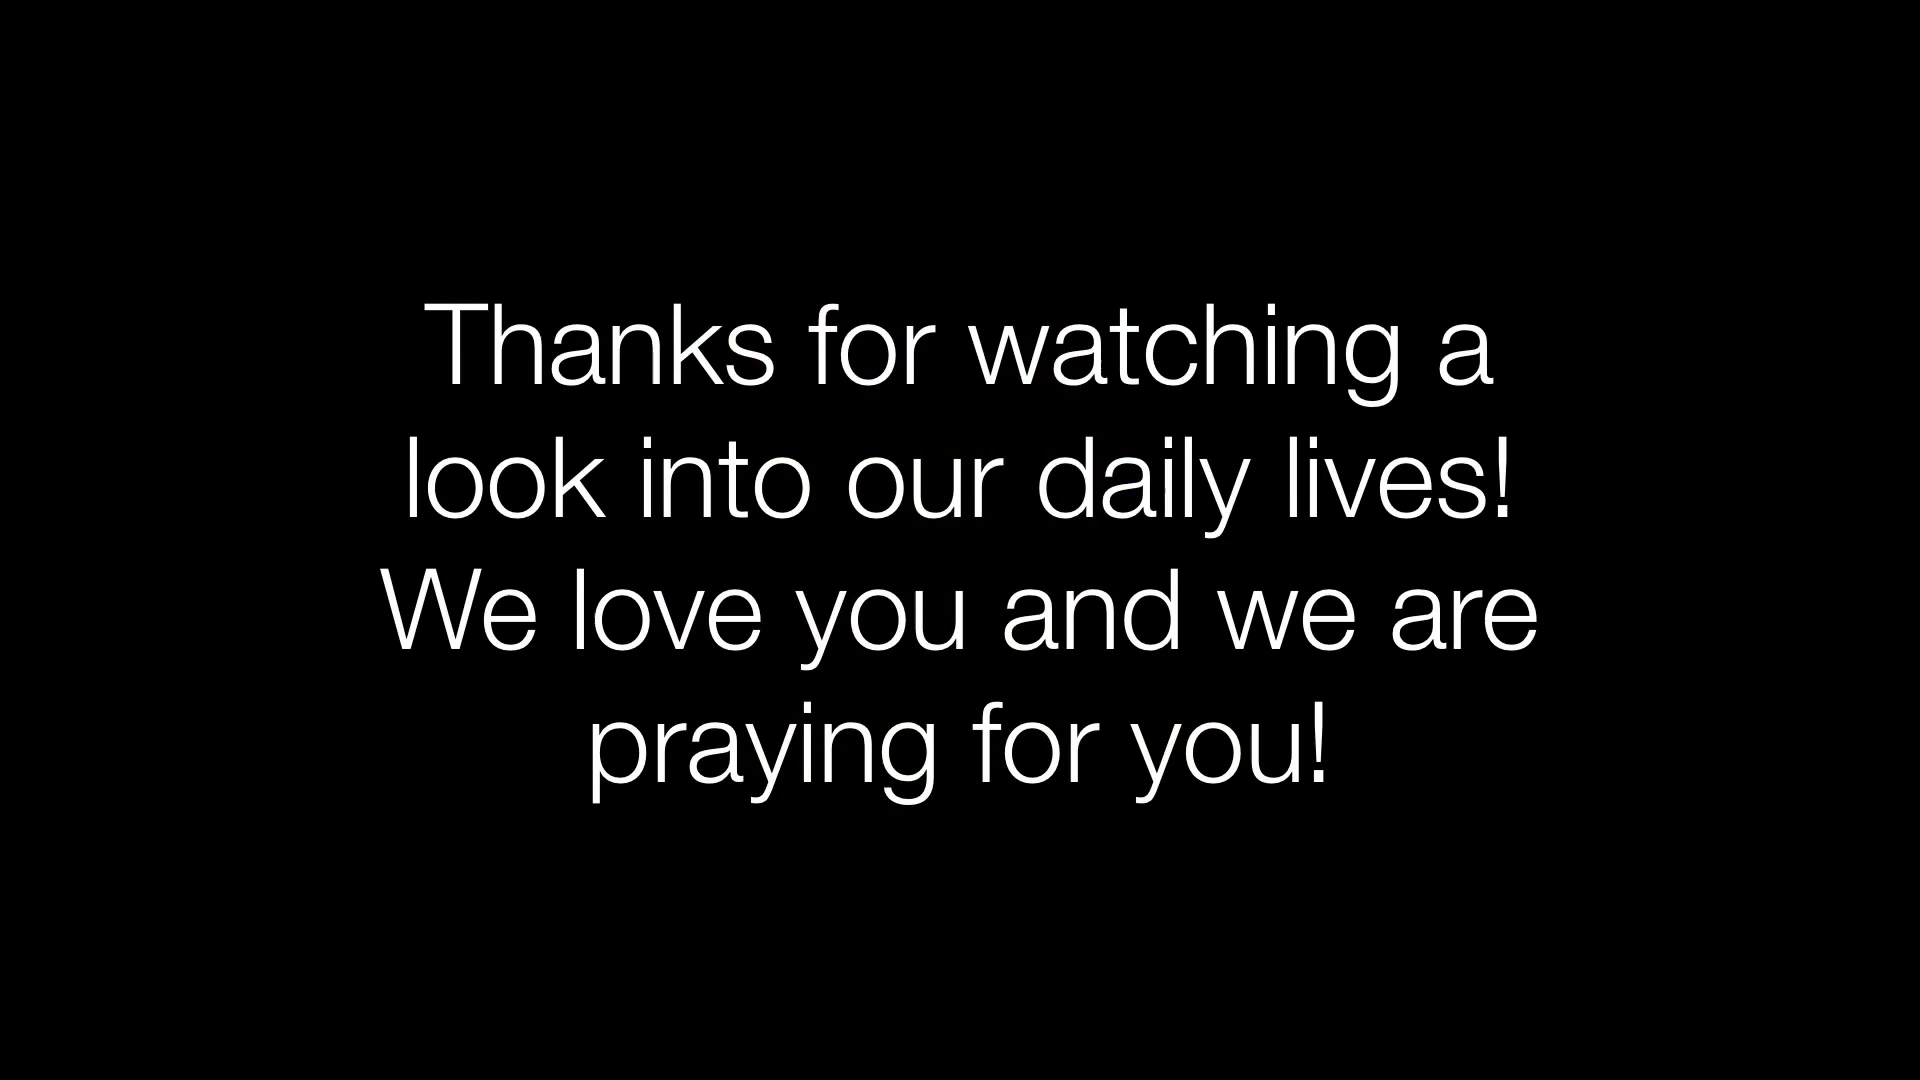 Thanks for watching a
look into our daily lives!
We love you and we are
praying for you!